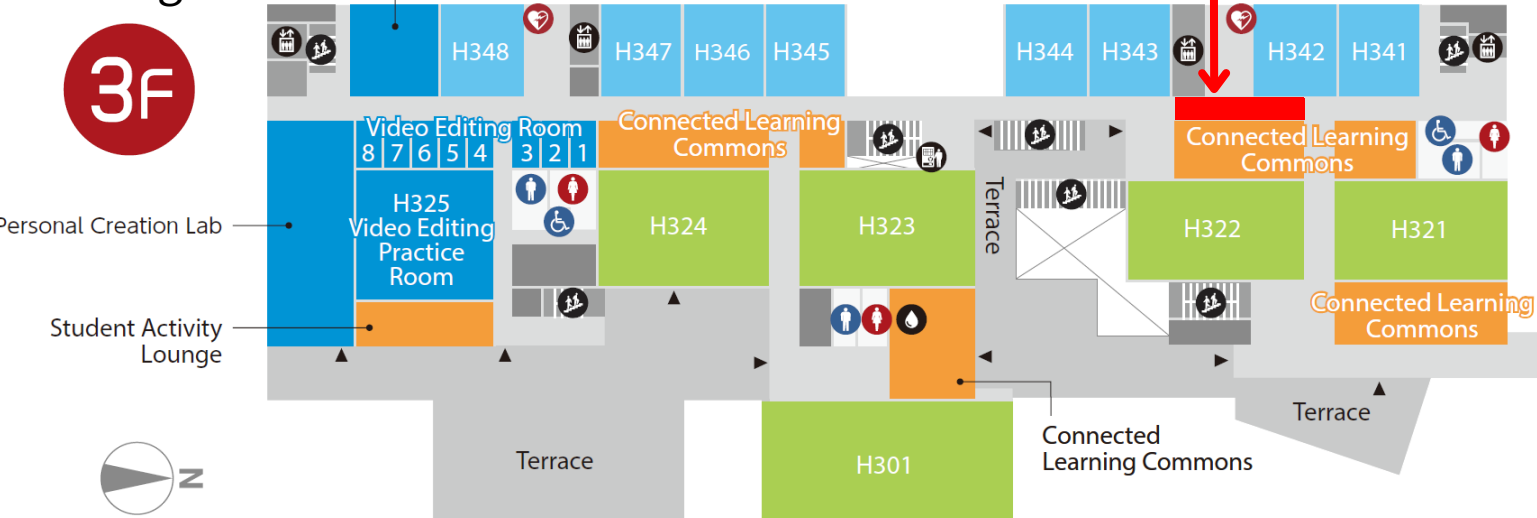 3F
H348
H347
H346
H345
H344
H343
H342
H341
Video Editing Room
8 7 6 5 4 3 2 1
Connected Learning
Commons
Connected Learning
Commons
H325
Video Editing
Practice
Room
H324
H323
Terrace
H322
H321
Personal Creation Lab
Student Activity
Lounge
Connected Learning
Commons
Terrace
Terrace
H301
Connected
Learning Commons
N